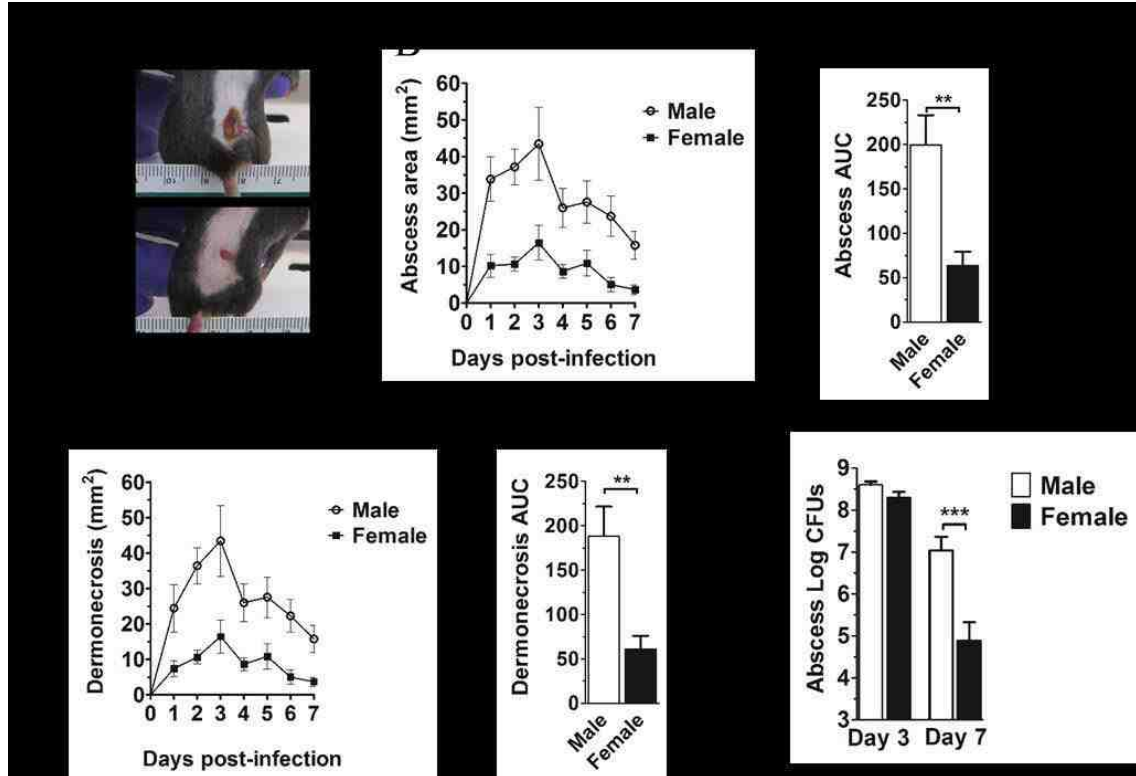 60
50
40
30
20
10
0
Abscess area (mm²)
Male
Female
0 1 2 3 4 5 6 7
Days post-infection
250
200
150
100
50
0
Abscess AUC
**
Male
Female
60
50
40
30
20
10
0
Dermonecrosis (mm²)
Male
Female
0 1 2 3 4 5 6 7
Days post-infection
250
200
150
100
50
0
Dermonecrosis AUC
**
Male
Female
9
8
7
6
5
4
3
Abscess Log CFUs
***
Male
Female
Day 3 Day 7